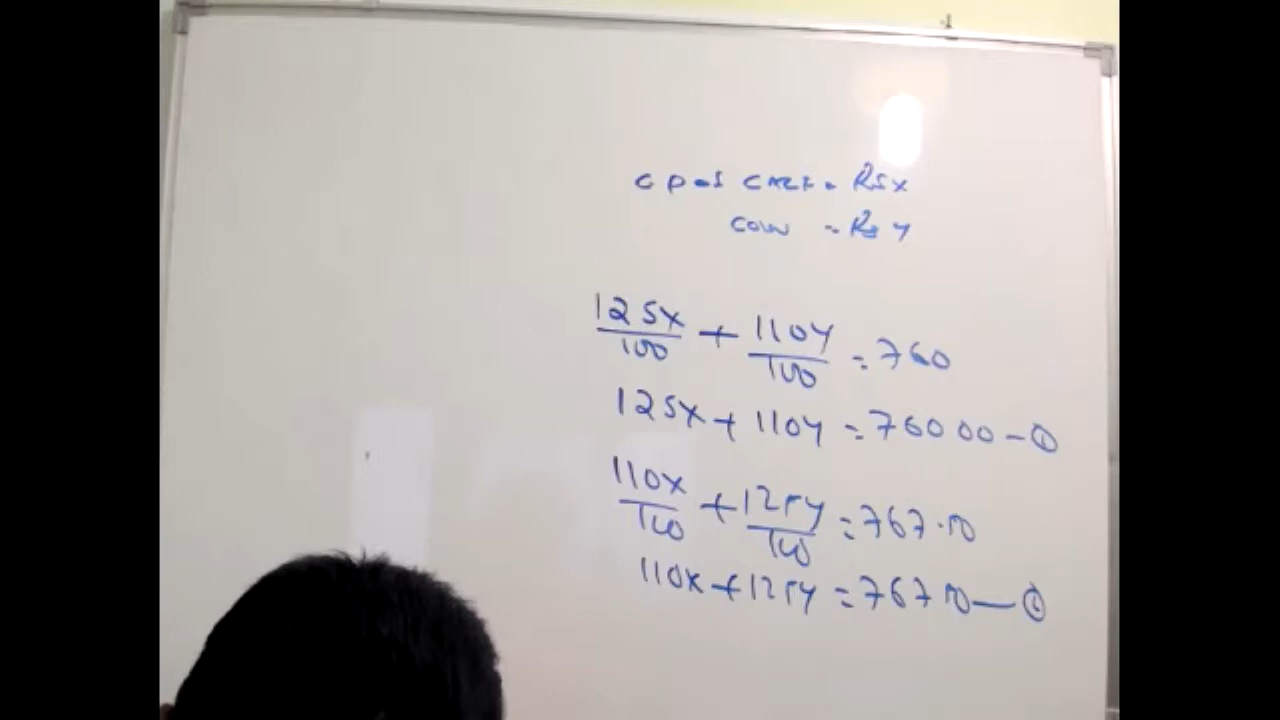 CP of CALF = Rs x
COW = Rs y
125x/100 + 110y/100 = 760
125x + 110y = 76000 - ①
110x/100 + 125y/100 = 767.50
110x + 125y = 76750 — ②